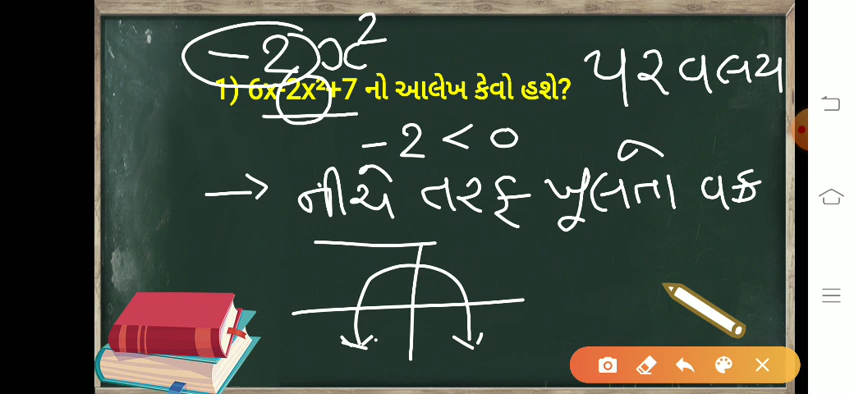 -2x²
1) 6x-2x²+7 નો આલેખ કેવો હશે?
પરવલય
-2 < 0
→ નીચે તરફ ખૂલતો વક્ર